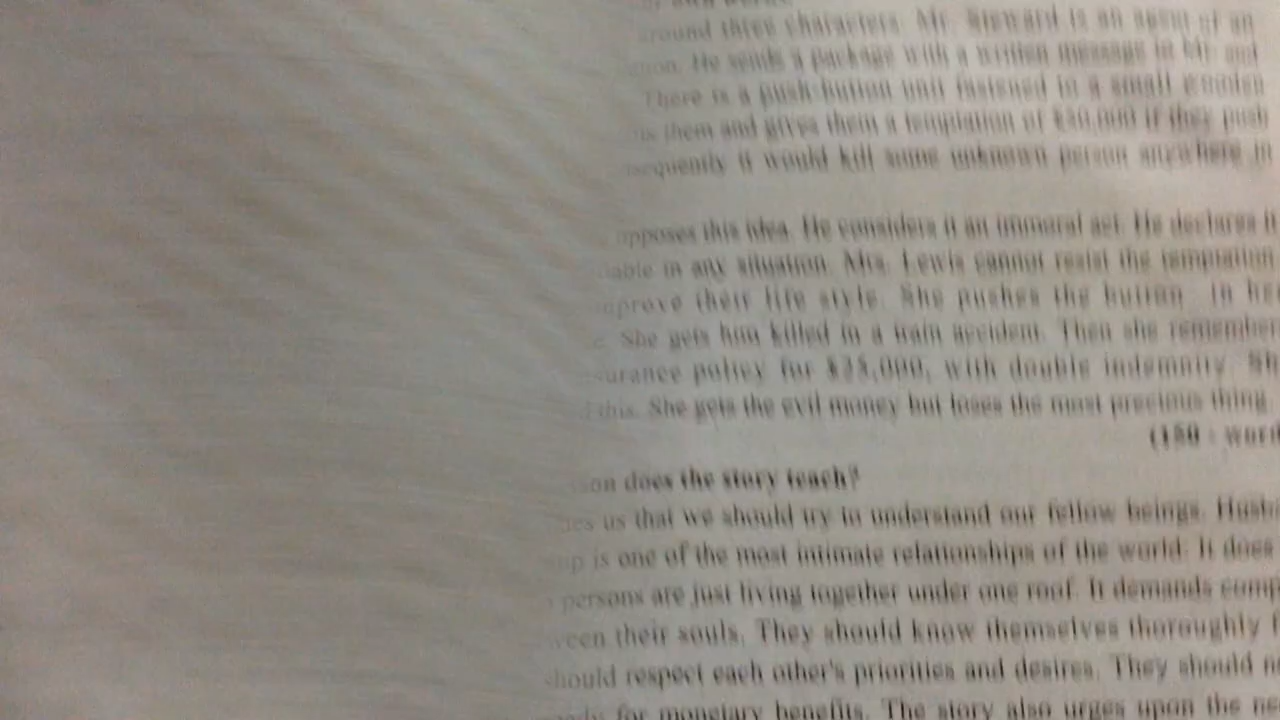 around three characters. Mr. Steward is an agent of an
He sends a package with a written message to Mr. and
There is a push-button unit fastened to a small wooden
them and gives them a temptation of $50,000 if they push
it would kill some unknown person anywhere in
opposes this idea. He considers it an immoral act. He declares it
in any situation. Mrs. Lewis cannot resist the temptation
their life style. She pushes the button. In her
She gets him killed in a train accident. Then she remember
policy for $25,000, with double indemnity. Sh
this. She gets the evil money but loses the most precious thing
(150 - word
son does the story teach?
us that we should try to understand our fellow beings. Husb
is one of the most intimate relationships of the world. It does
persons are just living together under one roof. It demands comp
ween their souls. They should know themselves thoroughly
should respect each other's priorities and desires. They should
for monetary benefits. The story also urges upon the ne